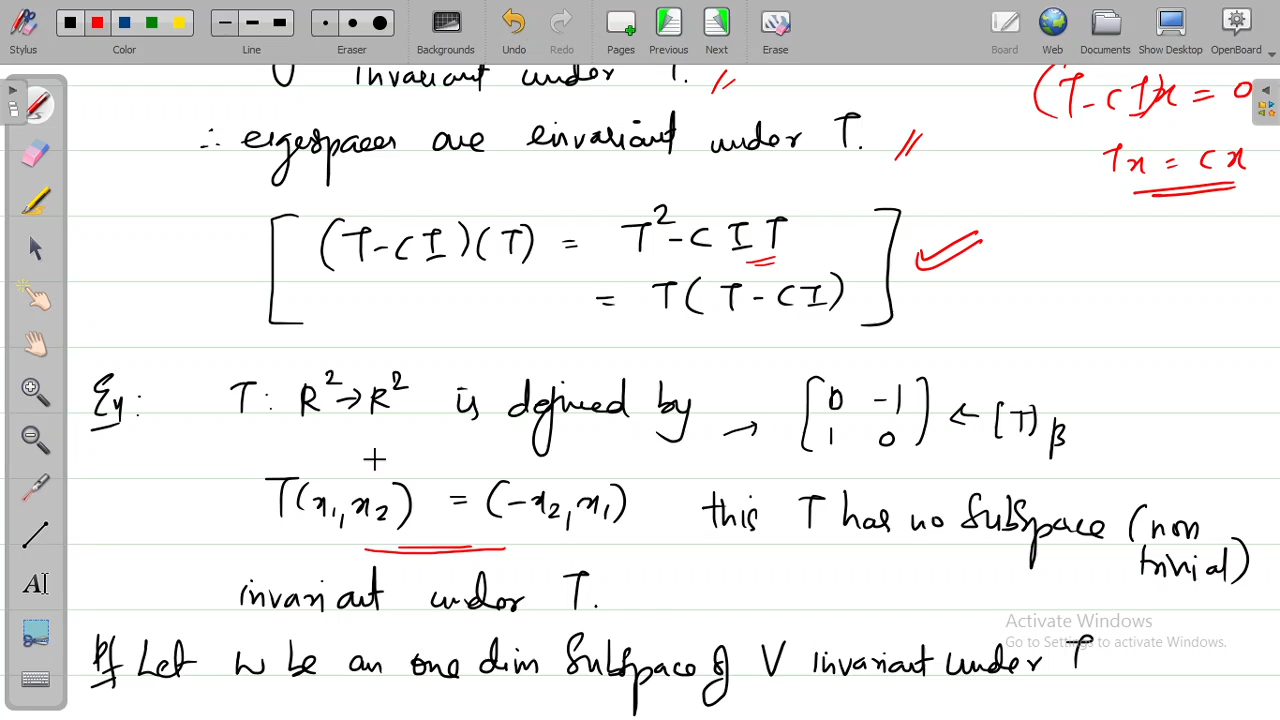 Stylus Color Line Eraser Backgrounds Undo Redo Pages Previous Next Erase Board Web Documents Show Desktop OpenBoard
U invariant under T.
(T-cI)x = 0
∴ eigespaces are einvariant under T.
Tx = cx
[ (T-cI)(T) = T²-cIT
= T(T-cI) ]
Eg: T: R²→R² is defined by → [0 -1 1 0] ← [T]β
T(x₁,x₂) = (-x₂,x₁) this T has no Subspace (non trivial)
invariant under T.
Activate Windows
Go to Settings to activate Windows.
Pf Let W be an one dim Subspace of V invariant under T